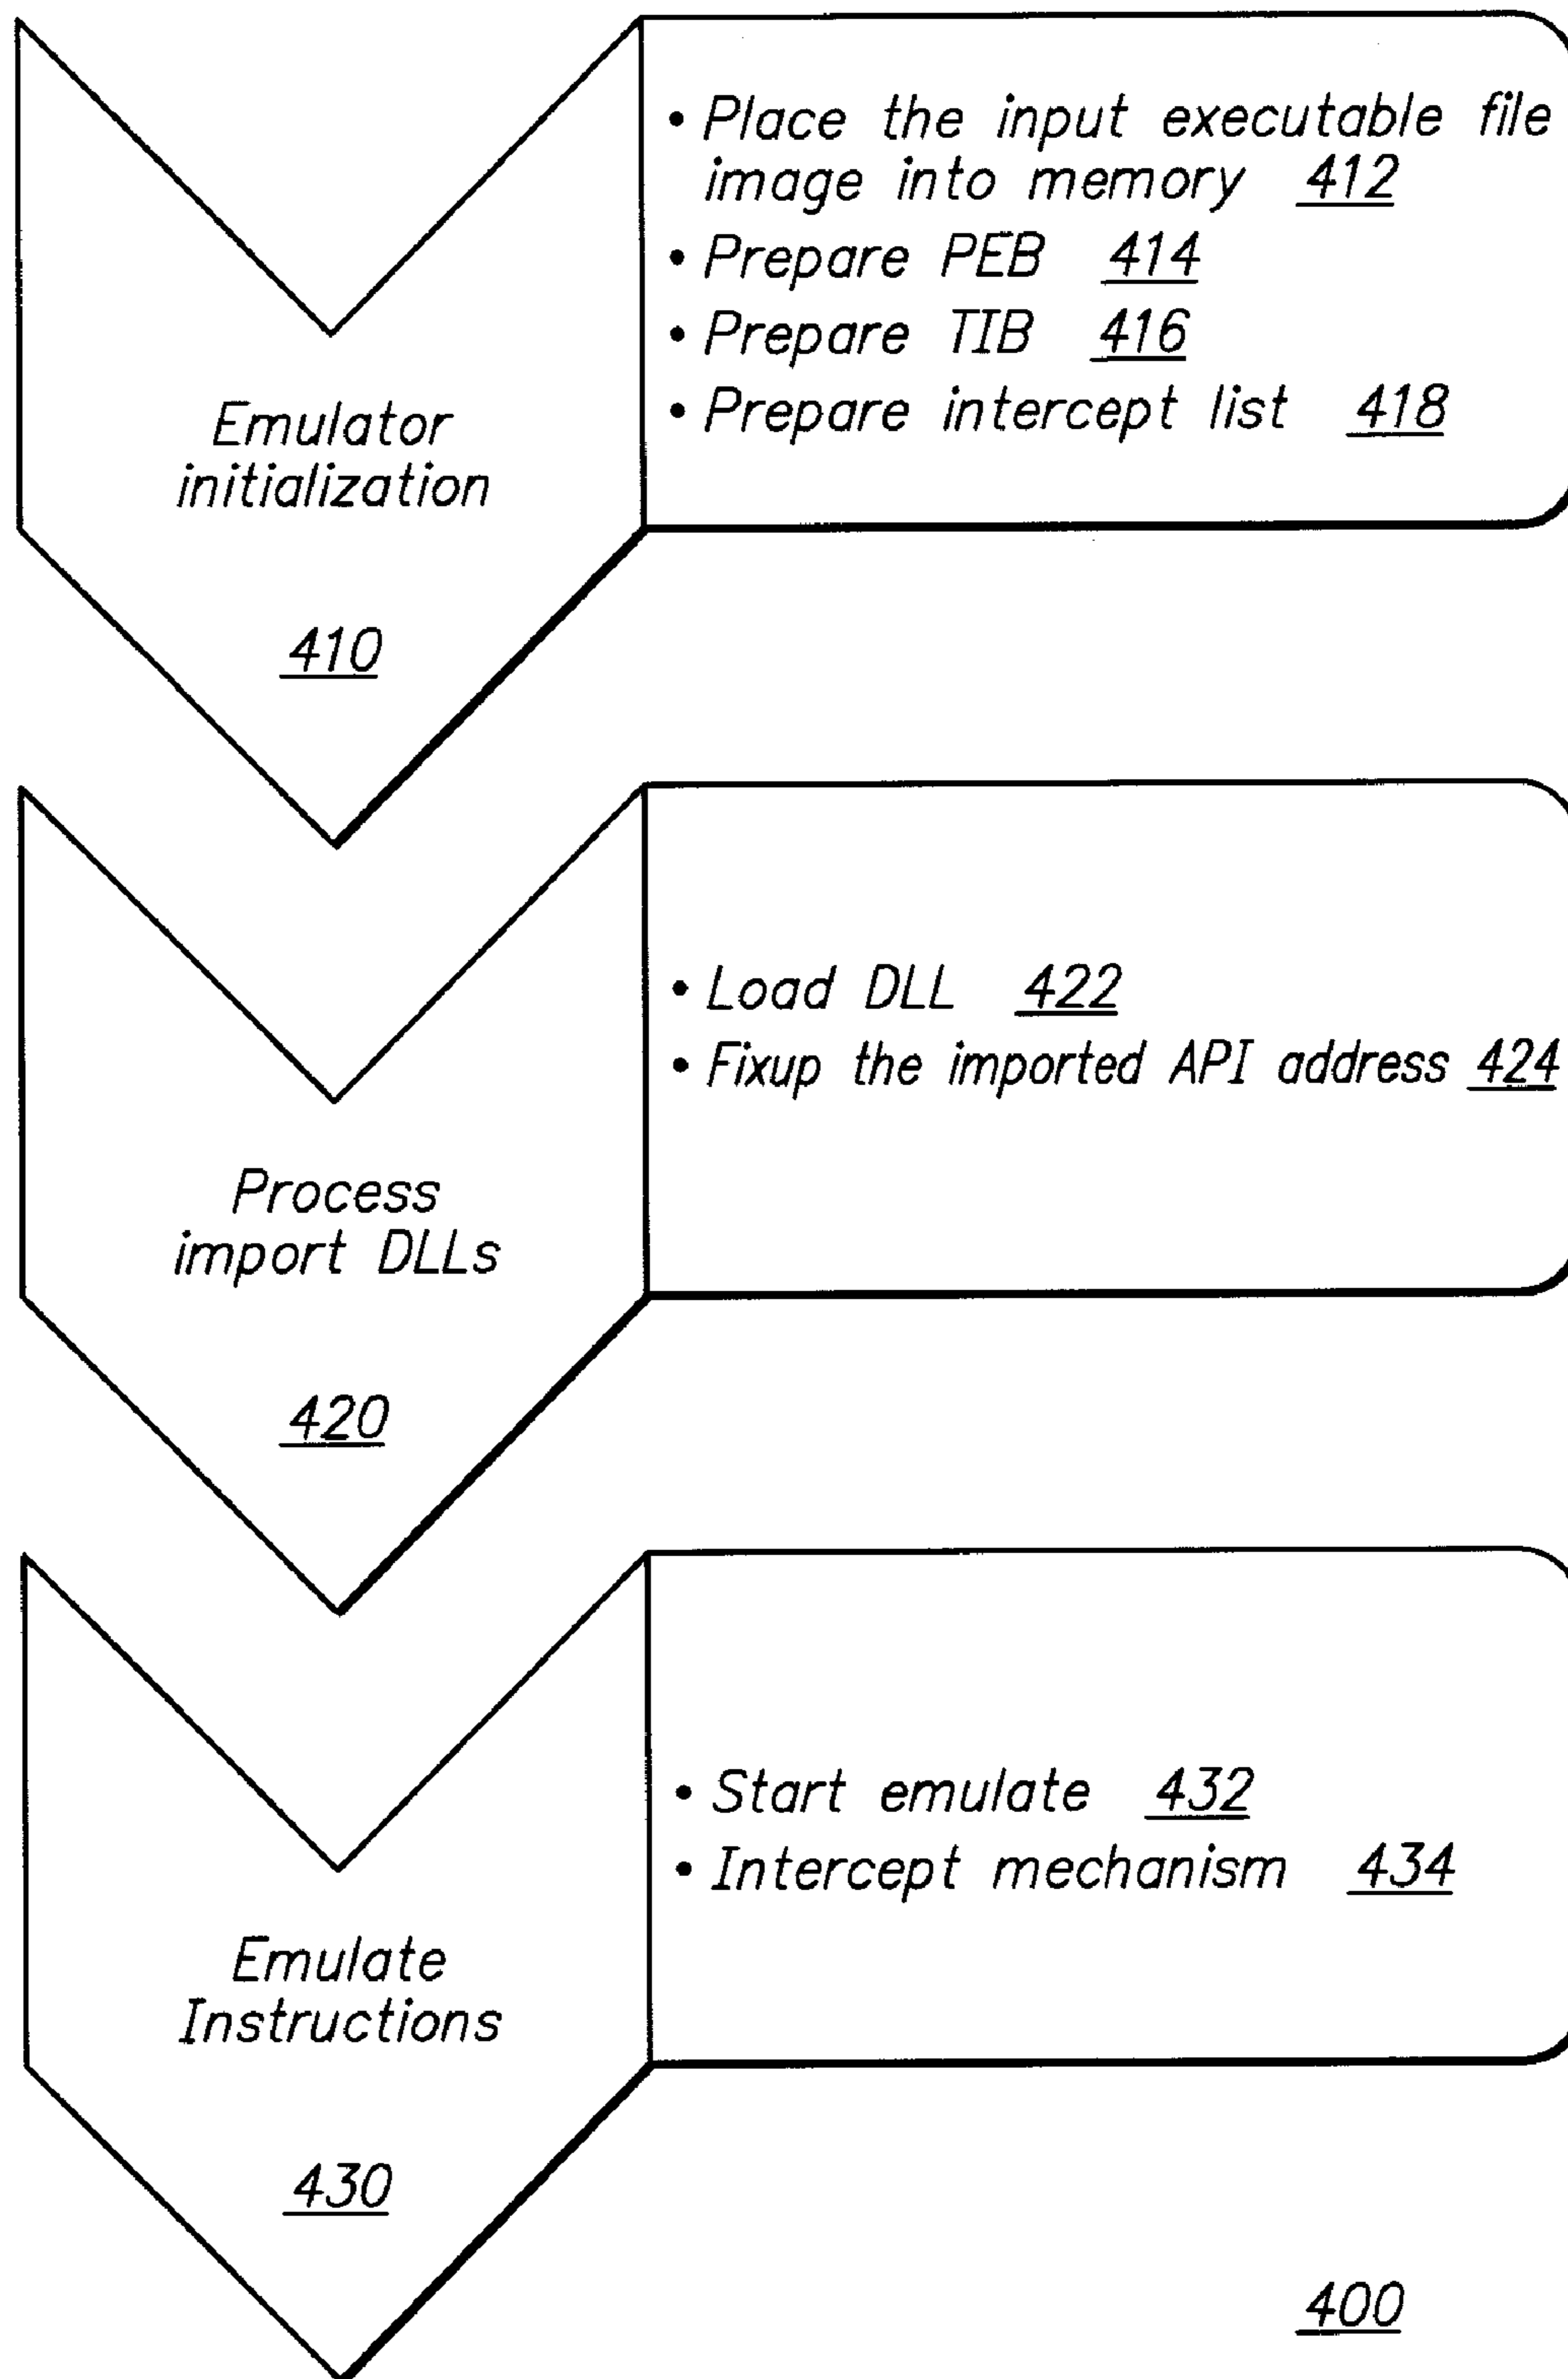 • Place the input executable file
image into memory 412
• Prepare PEB 414
• Prepare TIB 416
• Prepare intercept list 418
Emulator
initialization
410
• Load DLL 422
• Fixup the imported API address 424
Process
import DLLs
420
• Start emulate 432
• Intercept mechanism 434
Emulate
Instructions
430
400